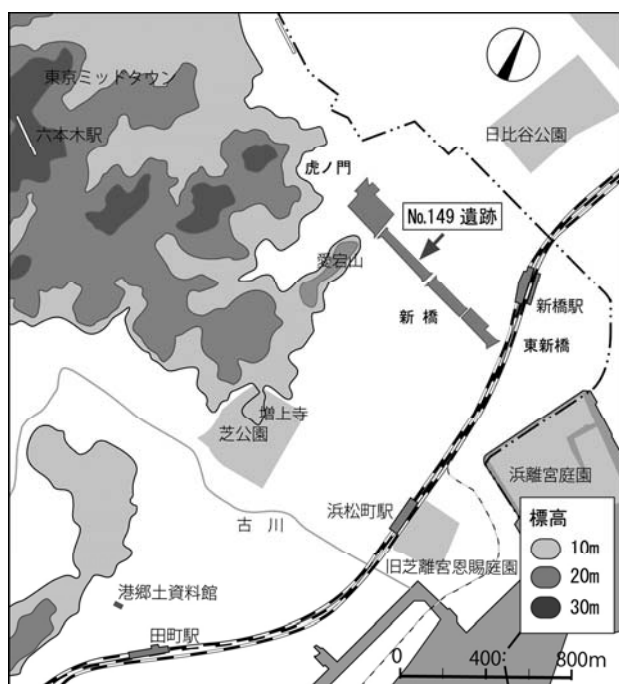 東京ミッドタウン
日比谷公園
六本木駅
虎ノ門
No.149 遺跡
愛宕山
新橋
新橋駅
東新橋
増上寺
芝公園
浜離宮庭園
浜松町駅
古川
旧芝離宮恩賜庭園
港郷土資料館
田町駅
標高
10m
20m
30m
0 400 800m